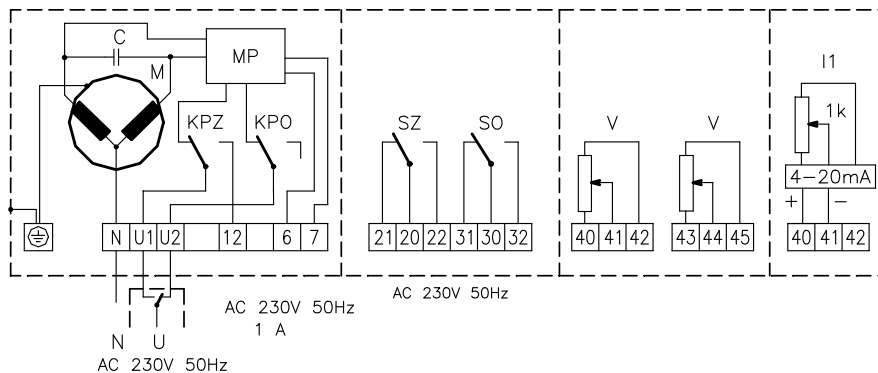 C
MP
M
KPZ
KPO
SZ
SO
V
V
I1
1k
4-20mA
+
-
N
U1
U2
12
6
7
21
20
22
31
30
32
40
41
42
43
44
45
40
41
42
AC 230V 50Hz
1 A
AC 230V 50Hz
N
U
AC 230V 50Hz